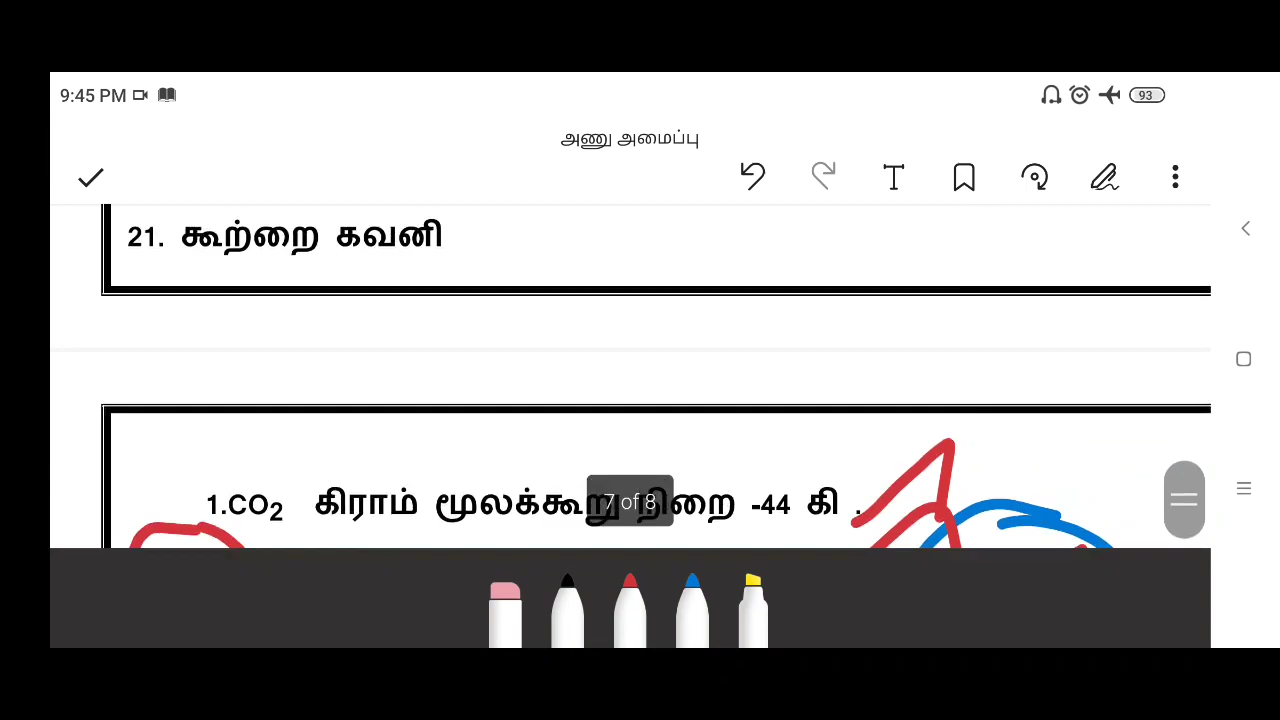 9:45 PM
93
அணு அமைப்பு
T
21. கூற்றை கவனி
1.CO₂ கிராம் மூலக்கூறு நிறை -44 கி .
7 of 8